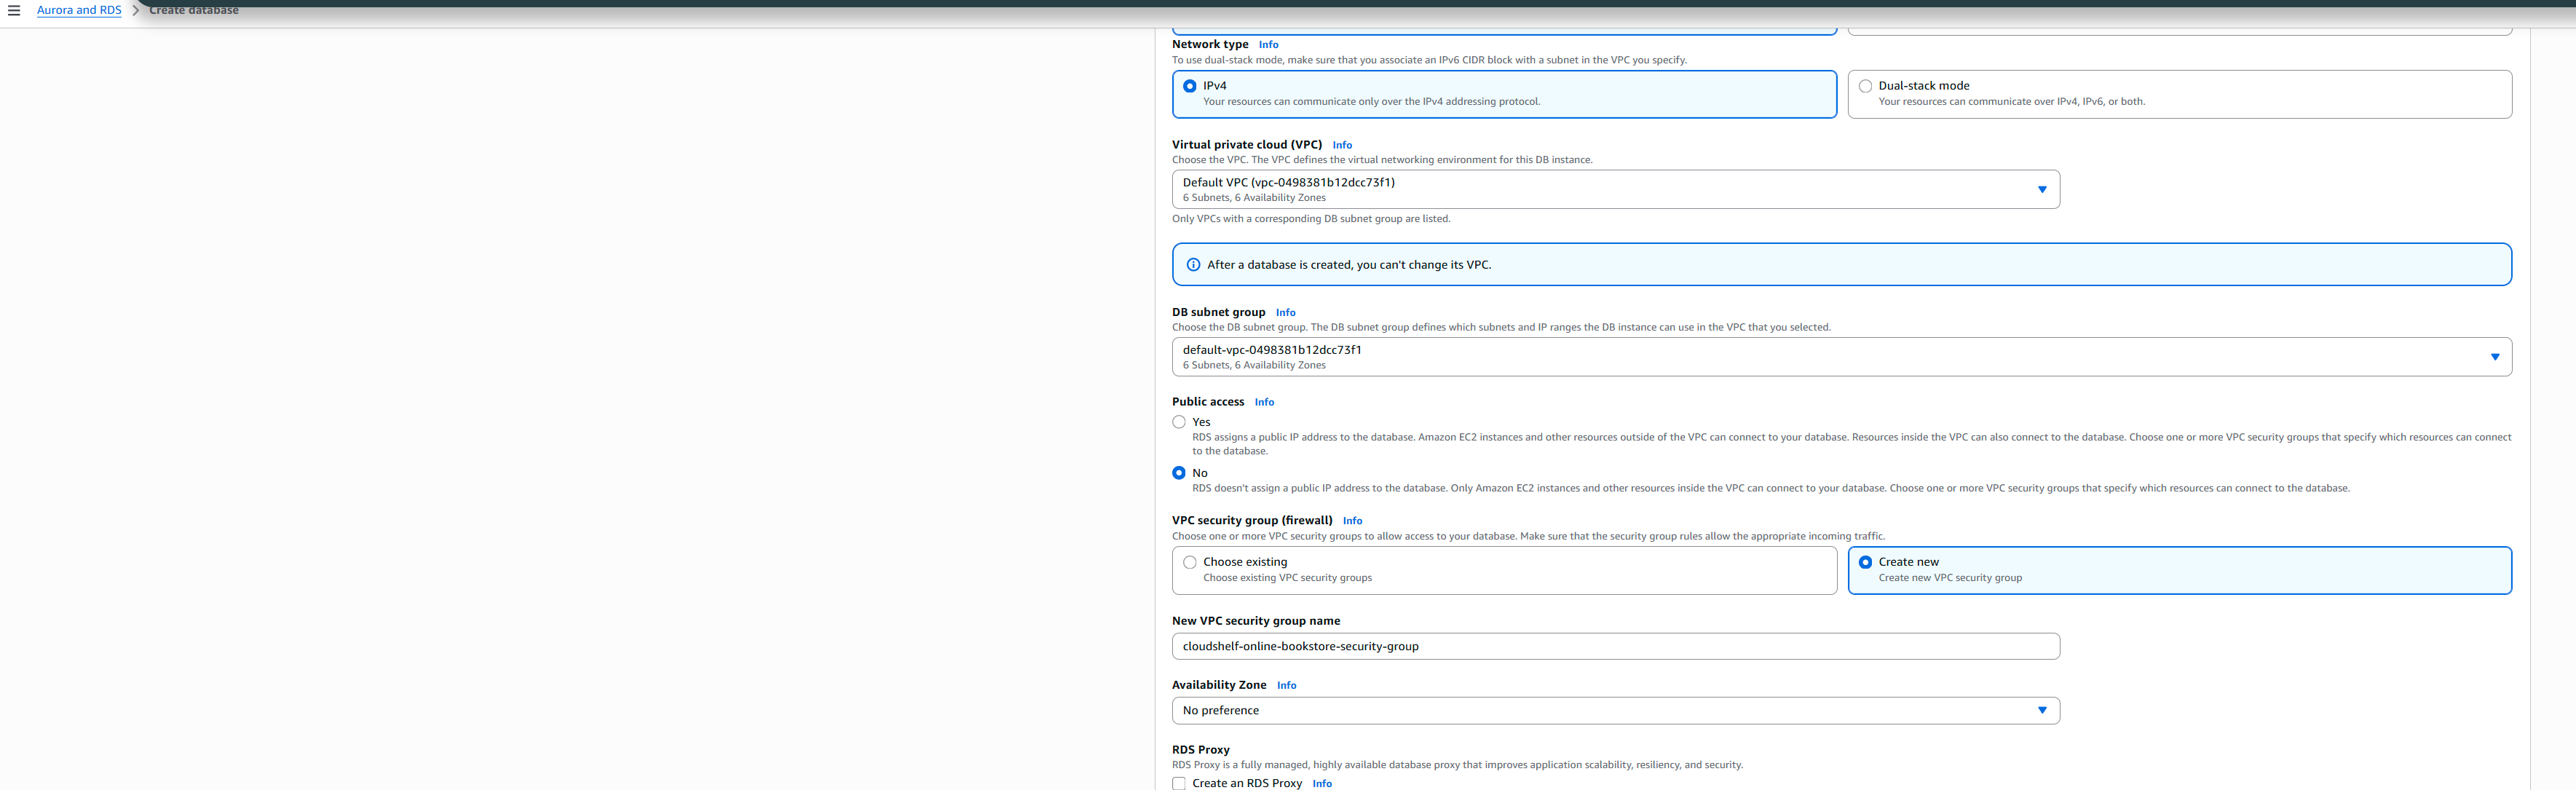 Aurora and RDS > Create database
Network type Info
To use dual-stack mode, make sure that you associate an IPv6 CIDR block with a subnet in the VPC you specify.
IPv4
Your resources can communicate only over the IPv4 addressing protocol.
Dual-stack mode
Your resources can communicate over IPv4, IPv6, or both.
Virtual private cloud (VPC) Info
Choose the VPC. The VPC defines the virtual networking environment for this DB instance.
Default VPC (vpc-0498381b12dcc73f1)
6 Subnets, 6 Availability Zones
Only VPCs with a corresponding DB subnet group are listed.
After a database is created, you can't change its VPC.
DB subnet group Info
Choose the DB subnet group. The DB subnet group defines which subnets and IP ranges the DB instance can use in the VPC that you selected.
default-vpc-0498381b12dcc73f1
6 Subnets, 6 Availability Zones
Public access Info
Yes
RDS assigns a public IP address to the database. Amazon EC2 instances and other resources outside of the VPC can connect to your database. Resources inside the VPC can also connect to the database. Choose one or more VPC security groups that specify which resources can connect
to the database.
No
RDS doesn't assign a public IP address to the database. Only Amazon EC2 instances and other resources inside the VPC can connect to your database. Choose one or more VPC security groups that specify which resources can connect to the database.
VPC security group (firewall) Info
Choose one or more VPC security groups to allow access to your database. Make sure that the security group rules allow the appropriate incoming traffic.
Choose existing
Choose existing VPC security groups
Create new
Create new VPC security group
New VPC security group name
cloudshelf-online-bookstore-security-group
Availability Zone Info
No preference
RDS Proxy
RDS Proxy is a fully managed, highly available database proxy that improves application scalability, resiliency, and security.
Create an RDS Proxy Info